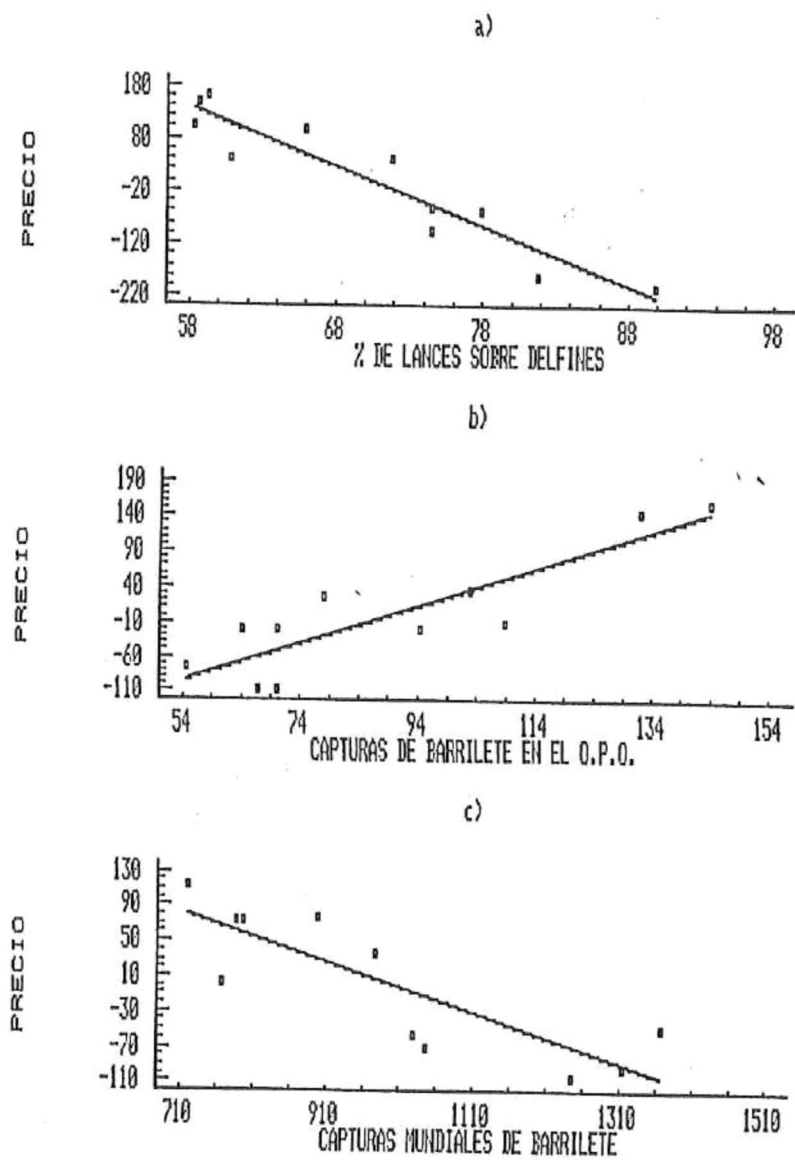 a)
PRECIO
180
80
-20
-120
-220
58 68 78 88 98
% DE LANCES SOBRE DELFINES
b)
PRECIO
190
140
90
40
-10
-60
-110
54 74 94 114 134 154
CAPTURAS DE BARRILETE EN EL O.P.O.
c)
PRECIO
130
90
50
10
-30
-70
-110
710 910 1110 1310 1510
CAPTURAS MUNDIALES DE BARRILETE